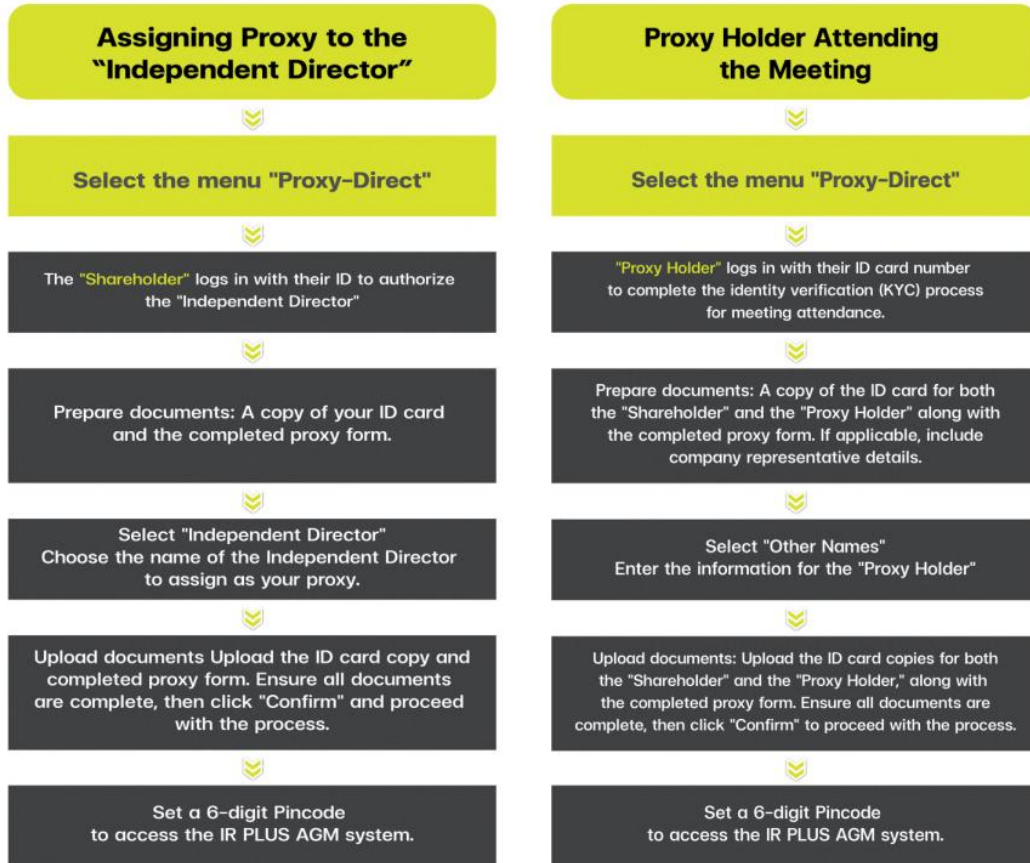 Assigning Proxy to the
"Independent Director"
Select the menu "Proxy-Direct"
The "Shareholder" logs in with their ID to authorize
the "Independent Director"
Prepare documents: A copy of your ID card
and the completed proxy form.
Select "Independent Director"
Choose the name of the Independent Director
to assign as your proxy.
Upload documents Upload the ID card copy and
completed proxy form. Ensure all documents
are complete, then click "Confirm" and proceed
with the process.
Set a 6-digit Pincode
to access the IR PLUS AGM system.
Proxy Holder Attending
the Meeting
Select the menu "Proxy-Direct"
"Proxy Holder" logs in with their ID card number
to complete the identity verification (KYC) process
for meeting attendance.
Prepare documents: A copy of the ID card for both
the "Shareholder" and the "Proxy Holder" along with
the completed proxy form. If applicable, include
company representative details.
Select "Other Names"
Enter the information for the "Proxy Holder"
Upload documents: Upload the ID card copies for both
the "Shareholder" and the "Proxy Holder," along with
the completed proxy form. Ensure all documents are
complete, then click "Confirm" to proceed with the process.
Set a 6-digit Pincode
to access the IR PLUS AGM system.